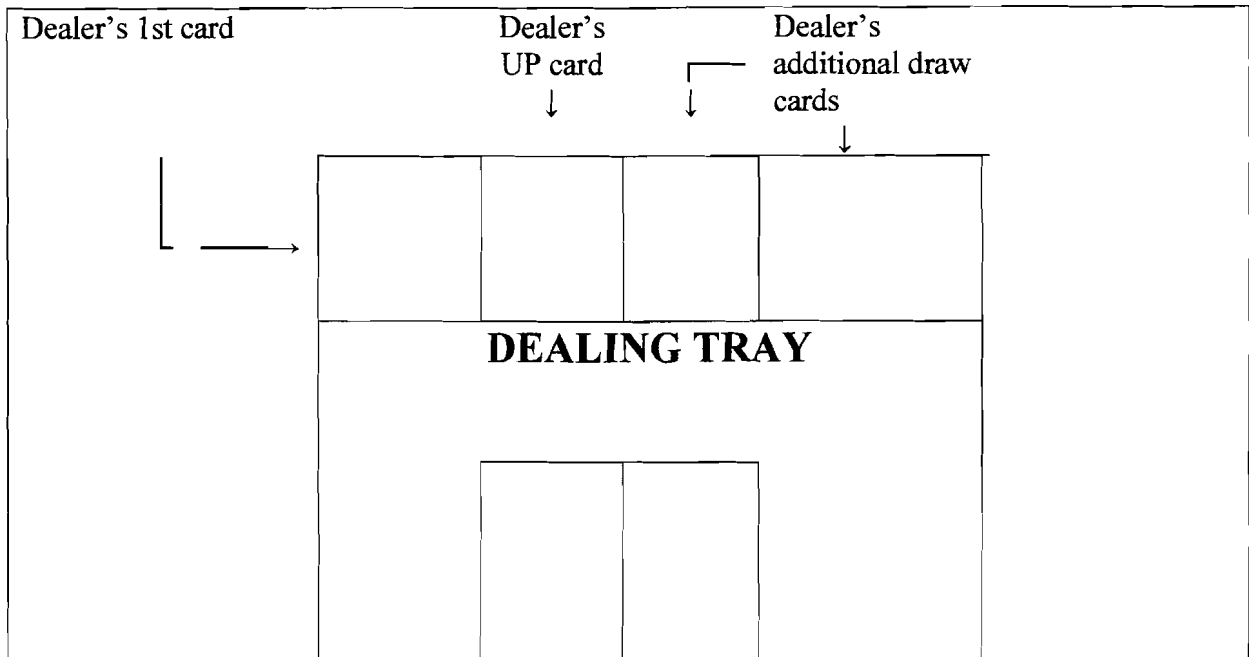 Dealer's 1st card
Dealer's
UP card
Dealer's
additional draw
cards
DEALING TRAY